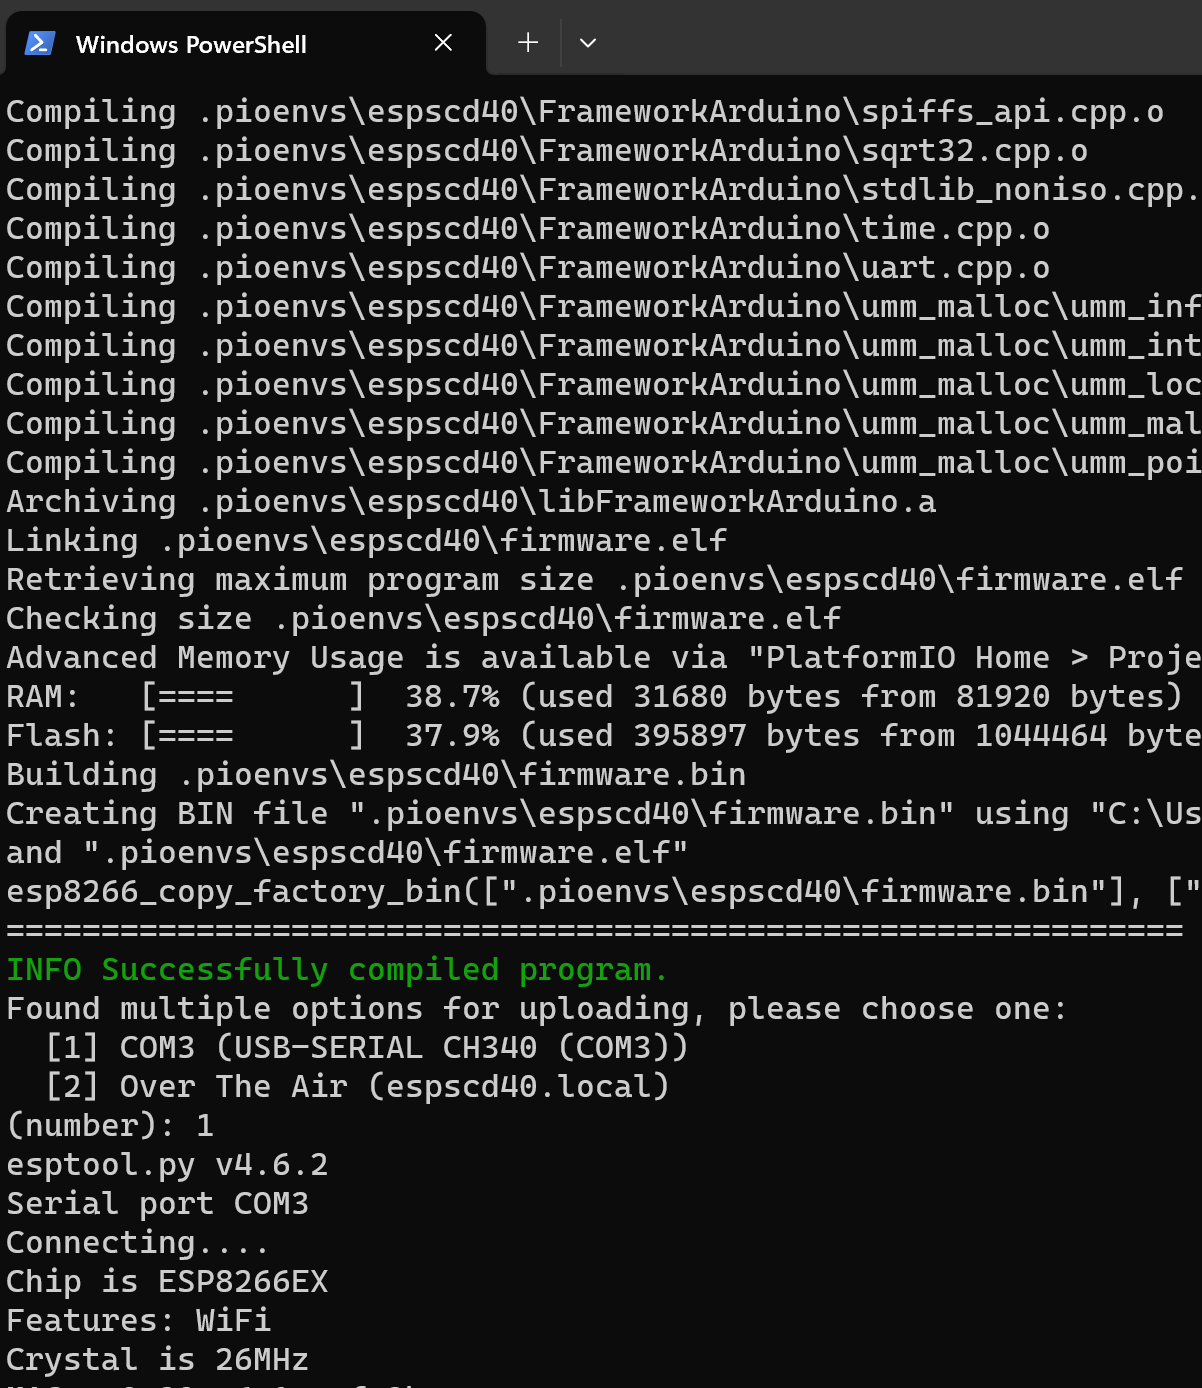 Windows PowerShell
Compiling .pioenvs\espscd40\FrameworkArduino\spiffs_api.cpp.o
Compiling .pioenvs\espscd40\FrameworkArduino\sqrt32.cpp.o
Compiling .pioenvs\espscd40\FrameworkArduino\stdlib_noniso.cpp.
Compiling .pioenvs\espscd40\FrameworkArduino\time.cpp.o
Compiling .pioenvs\espscd40\FrameworkArduino\uart.cpp.o
Compiling .pioenvs\espscd40\FrameworkArduino\umm_malloc\umm_inf
Compiling .pioenvs\espscd40\FrameworkArduino\umm_malloc\umm_int
Compiling .pioenvs\espscd40\FrameworkArduino\umm_malloc\umm_loc
Compiling .pioenvs\espscd40\FrameworkArduino\umm_malloc\umm_mal
Compiling .pioenvs\espscd40\FrameworkArduino\umm_malloc\umm_poi
Archiving .pioenvs\espscd40\libFrameworkArduino.a
Linking .pioenvs\espscd40\firmware.elf
Retrieving maximum program size .pioenvs\espscd40\firmware.elf
Checking size .pioenvs\espscd40\firmware.elf
Advanced Memory Usage is available via "PlatformIO Home > Proje
RAM:   [====      ]  38.7% (used 31680 bytes from 81920 bytes)
Flash: [====      ]  37.9% (used 395897 bytes from 1044464 byte
Building .pioenvs\espscd40\firmware.bin
Creating BIN file ".pioenvs\espscd40\firmware.bin" using "C:\Us
and ".pioenvs\espscd40\firmware.elf"
esp8266_copy_factory_bin([".pioenvs\espscd40\firmware.bin"], ["
==============================================================
INFO Successfully compiled program.
Found multiple options for uploading, please choose one:
  [1] COM3 (USB-SERIAL CH340 (COM3))
  [2] Over The Air (espscd40.local)
(number): 1
esptool.py v4.6.2
Serial port COM3
Connecting....
Chip is ESP8266EX
Features: WiFi
Crystal is 26MHz